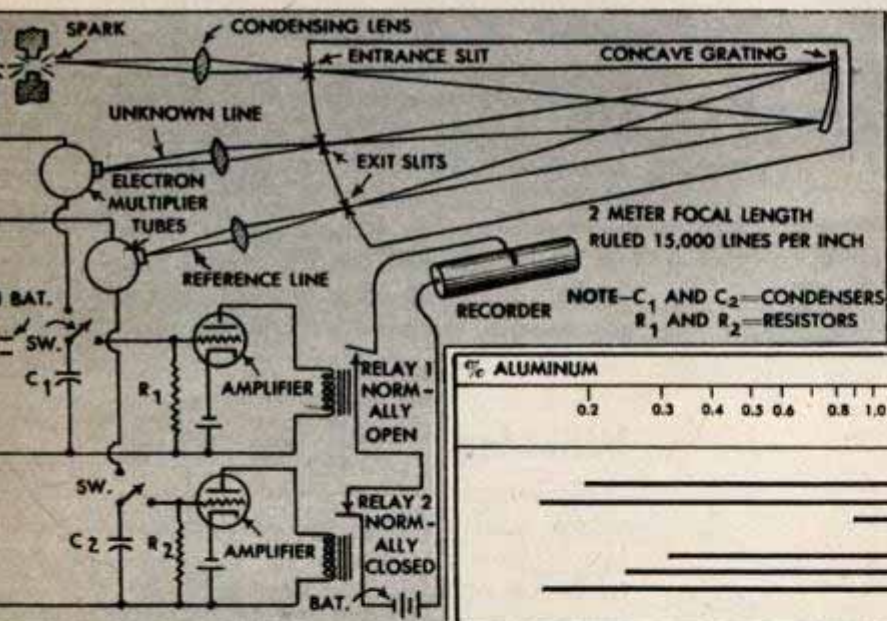 SPARK
CONDENSING LENS
ENTRANCE SLIT
CONCAVE GRATING
UNKNOWN LINE
EXIT SLITS
ELECTRON
MULTIPLIER
TUBES
REFERENCE LINE
2 METER FOCAL LENGTH
RULED 15,000 LINES PER INCH
RECORDER
NOTE—C1 AND C2=CONDENSERS
R1 AND R2=RESISTORS
BAT.
SW.
C1
R1
AMPLIFIER
RELAY 1
NORM-
ALLY
OPEN
% ALUMINUM
0.2 0.3 0.4 0.5 0.6 0.8 1.0
SW.
C2
R2
AMPLIFIER
RELAY 2
NORM-
ALLY
CLOSED
BAT.